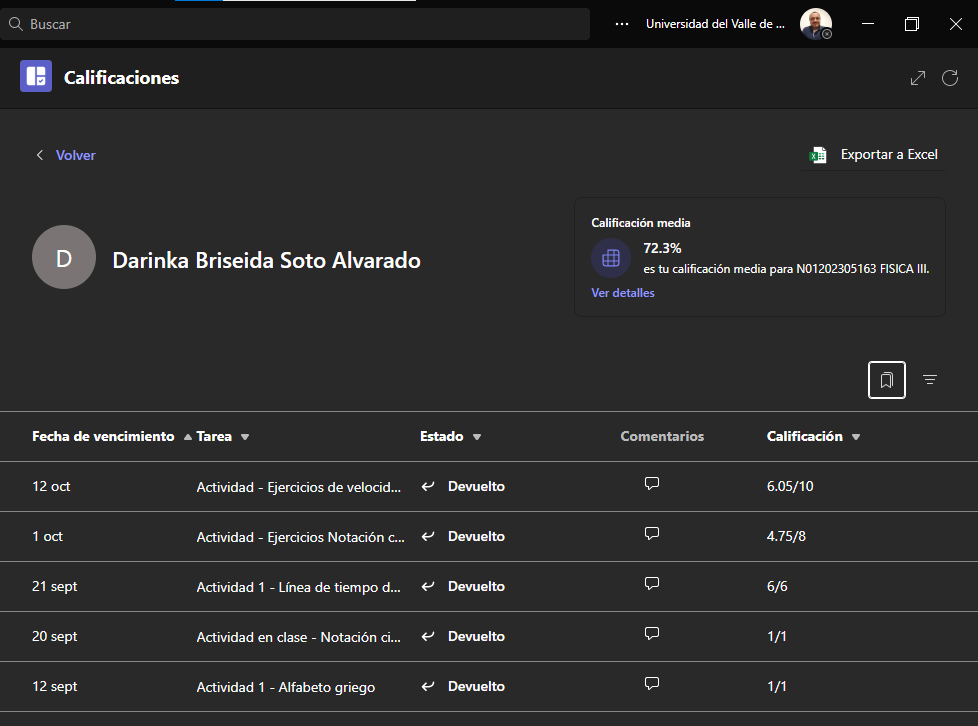 Buscar
... Universidad del Valle de ...
Calificaciones
Volver
Exportar a Excel
Calificación media
72.3%
es tu calificación media para N01202305163 FISICA III.
Ver detalles
D
Darinka Briseida Soto Alvarado
Fecha de vencimiento Tarea Estado Comentarios Calificación
12 oct Actividad - Ejercicios de velocid... Devuelto 6.05/10
1 oct Actividad - Ejercicios Notación c... Devuelto 4.75/8
21 sept Actividad 1 - Línea de tiempo d... Devuelto 6/6
20 sept Actividad en clase - Notación ci... Devuelto 1/1
12 sept Actividad 1 - Alfabeto griego Devuelto 1/1